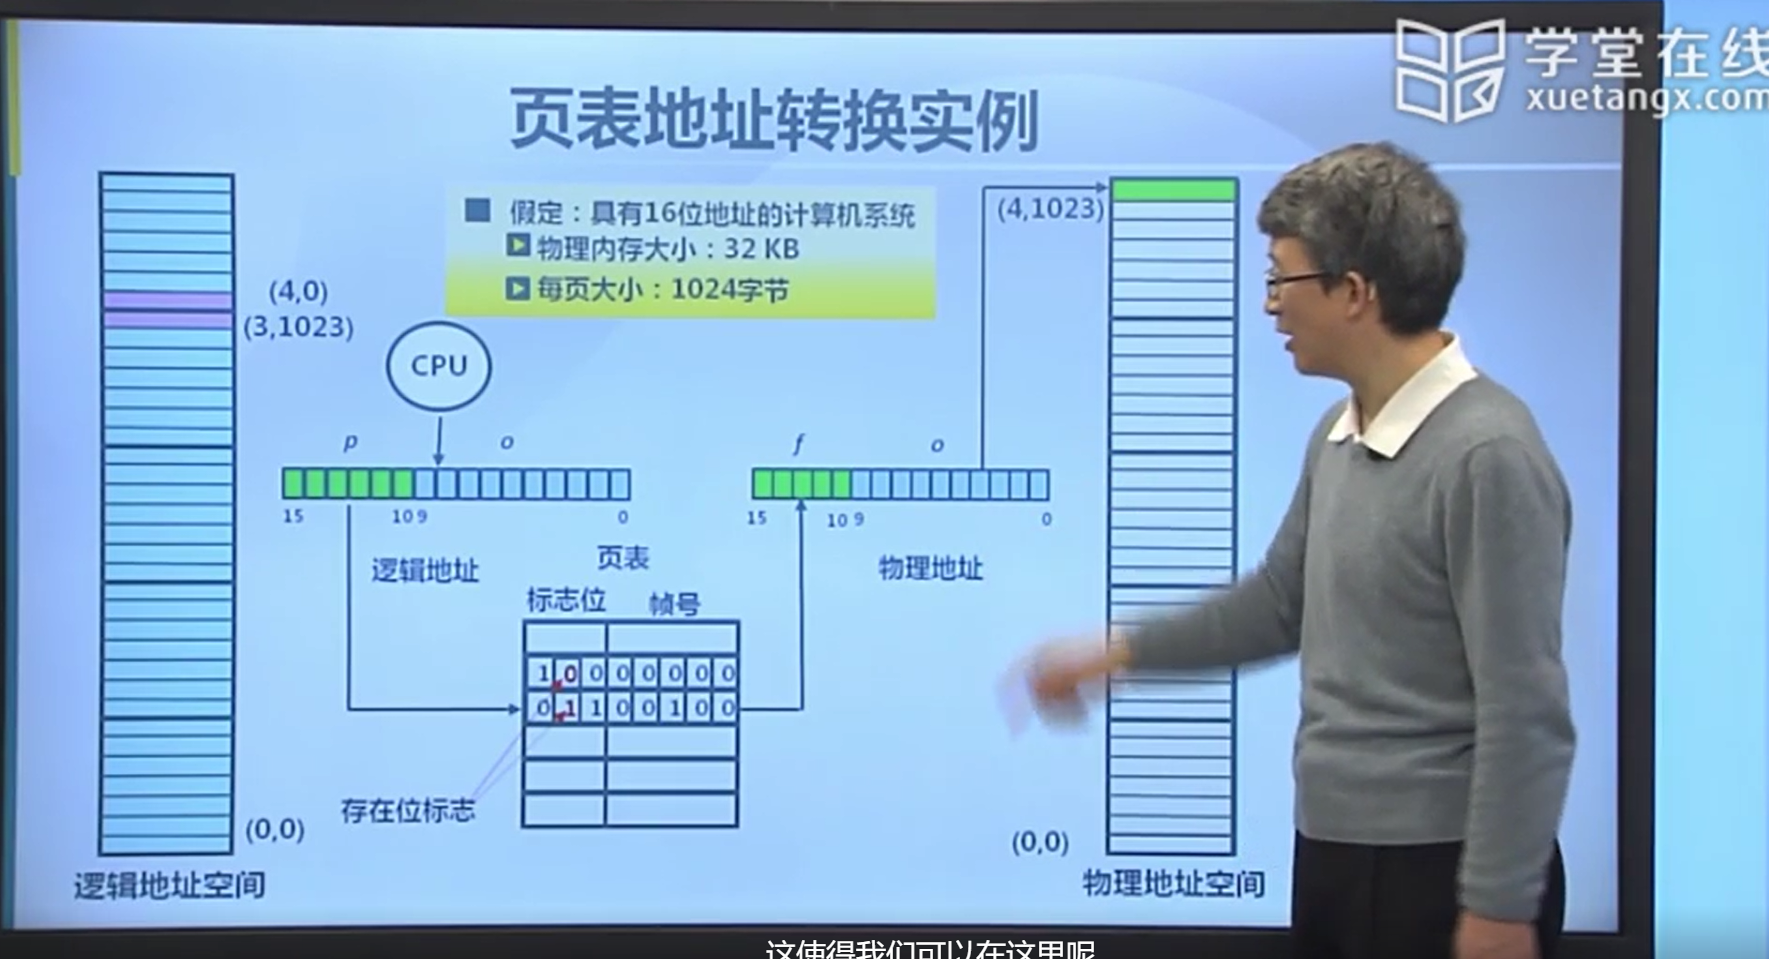 学堂在线
xuetangx.com
页表地址转换实例
假定：具有16位地址的计算机系统
物理内存大小：32 KB
每页大小：1024字节
(4,0)
(3,1023)
(4,1023)
CPU
p
o
f
o
15
10 9
0
15
10 9
0
逻辑地址
页表
物理地址
标志位
帧号
1 0 0 0 0 0 0 0
0 1 1 0 0 1 0 0
存在位标志
(0,0)
(0,0)
逻辑地址空间
物理地址空间
这使得我们可以在这里呢